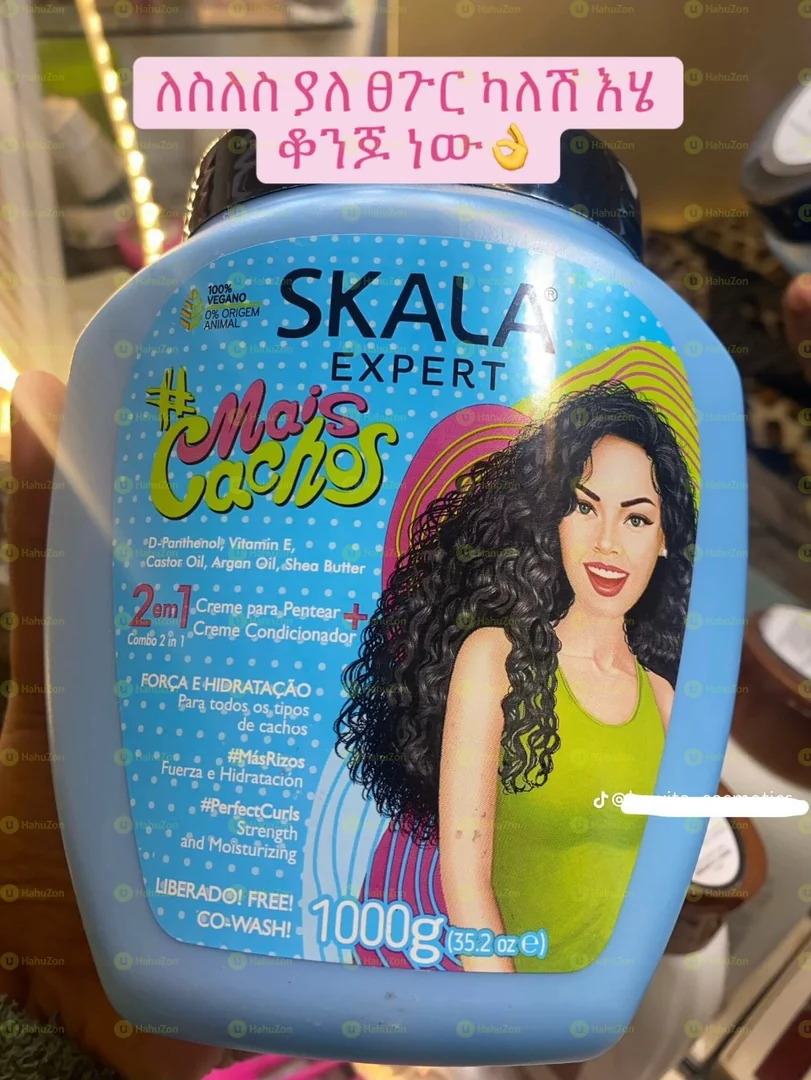 ለስለስ ያለ ፀጉር ካለሽ እሄ
ቆንጆ ነው👌
100%
VEGANO
0% ORIGEM
ANIMAL
SKALA®
EXPERT
#Mais
Cachos
D-Panthenol, Vitamin E,
Castor Oil, Argan Oil, Shea Butter
2em1 Creme para Pentear +
Combo 2 in 1 Creme Condicionador
FORÇA E HIDRATAÇÃO
Para todos os tipos
de cachos
#MásRizos
Fuerza e Hidratación
#PerfectCurls
Strength
and Moisturizing
LIBERADO! FREE!
CO-WASH!
1000g (35.2 oz ℮)
HahuZon